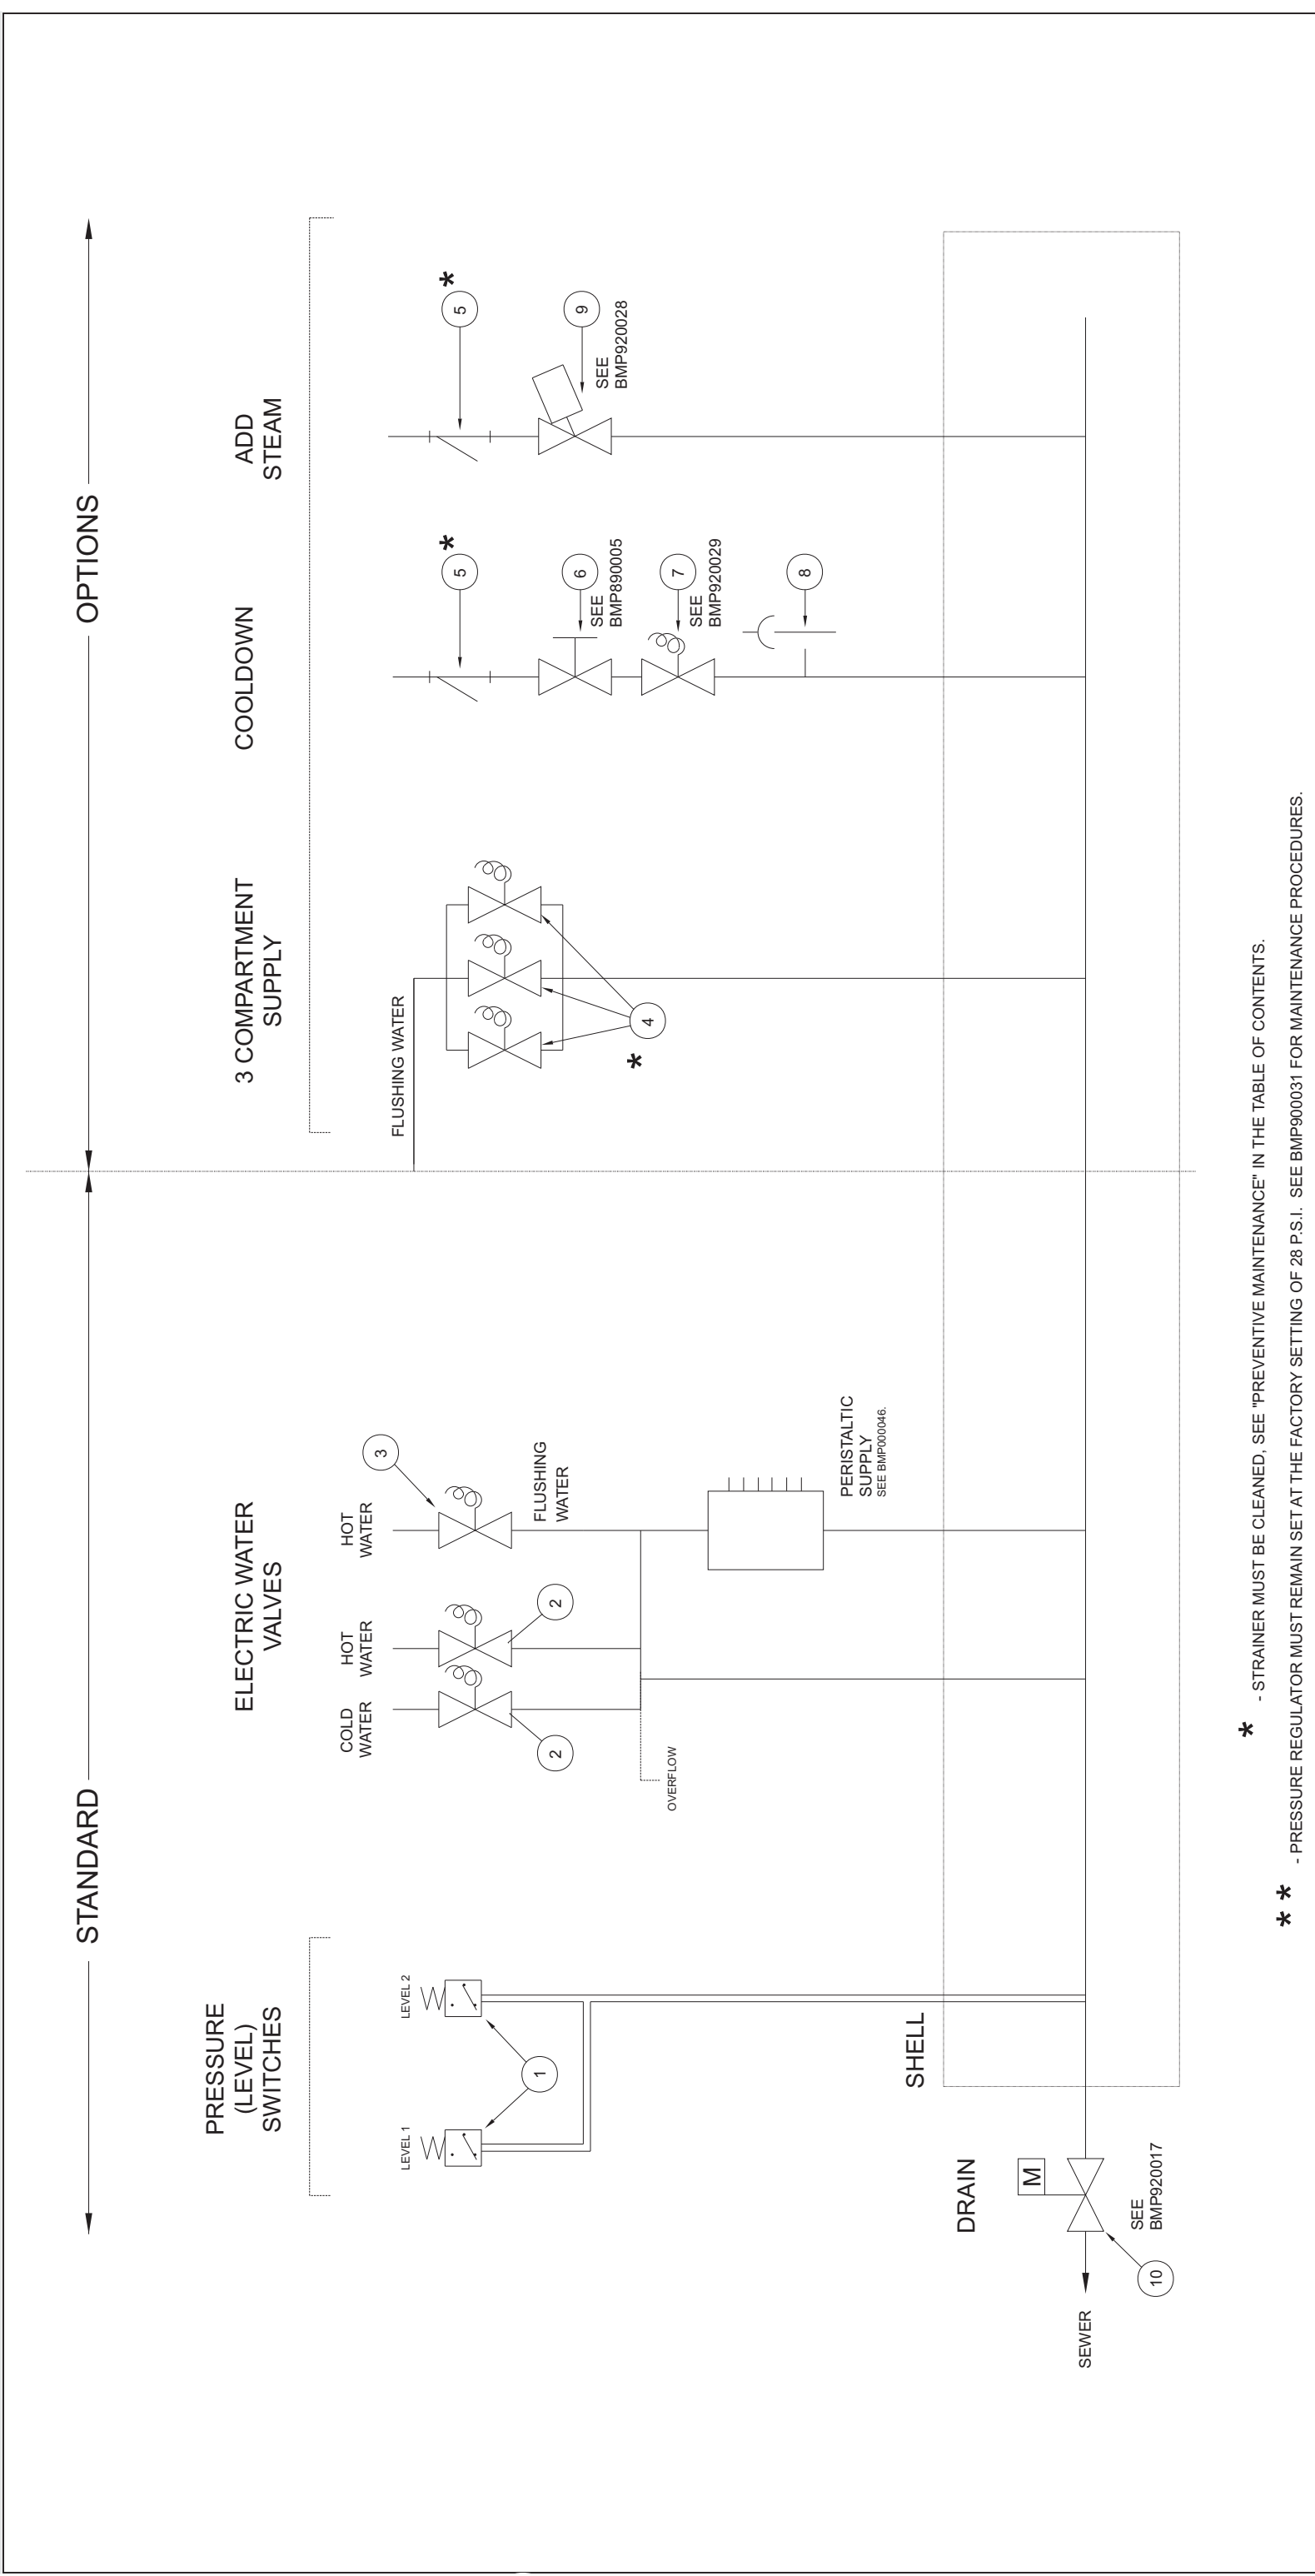 STANDARD
OPTIONS
PRESSURE
(LEVEL)
SWITCHES
LEVEL 1
LEVEL 2
1
ELECTRIC WATER
VALVES
COLD
WATER
HOT
WATER
HOT
WATER
2
2
3
FLUSHING
WATER
OVERFLOW
PERISTALTIC
SUPPLY
SEE BMP000046.
3 COMPARTMENT
SUPPLY
FLUSHING WATER
4
*
COOLDOWN
5
*
6
SEE
BMP890005
7
SEE
BMP920029
8
ADD
STEAM
5
*
9
SEE
BMP920028
SHELL
DRAIN
M
SEE
BMP920017
10
SEWER
* - STRAINER MUST BE CLEANED, SEE "PREVENTIVE MAINTENANCE" IN THE TABLE OF CONTENTS.
* * - PRESSURE REGULATOR MUST REMAIN SET AT THE FACTORY SETTING OF 28 P.S.I. SEE BMP900031 FOR MAINTENANCE PROCEDURES.